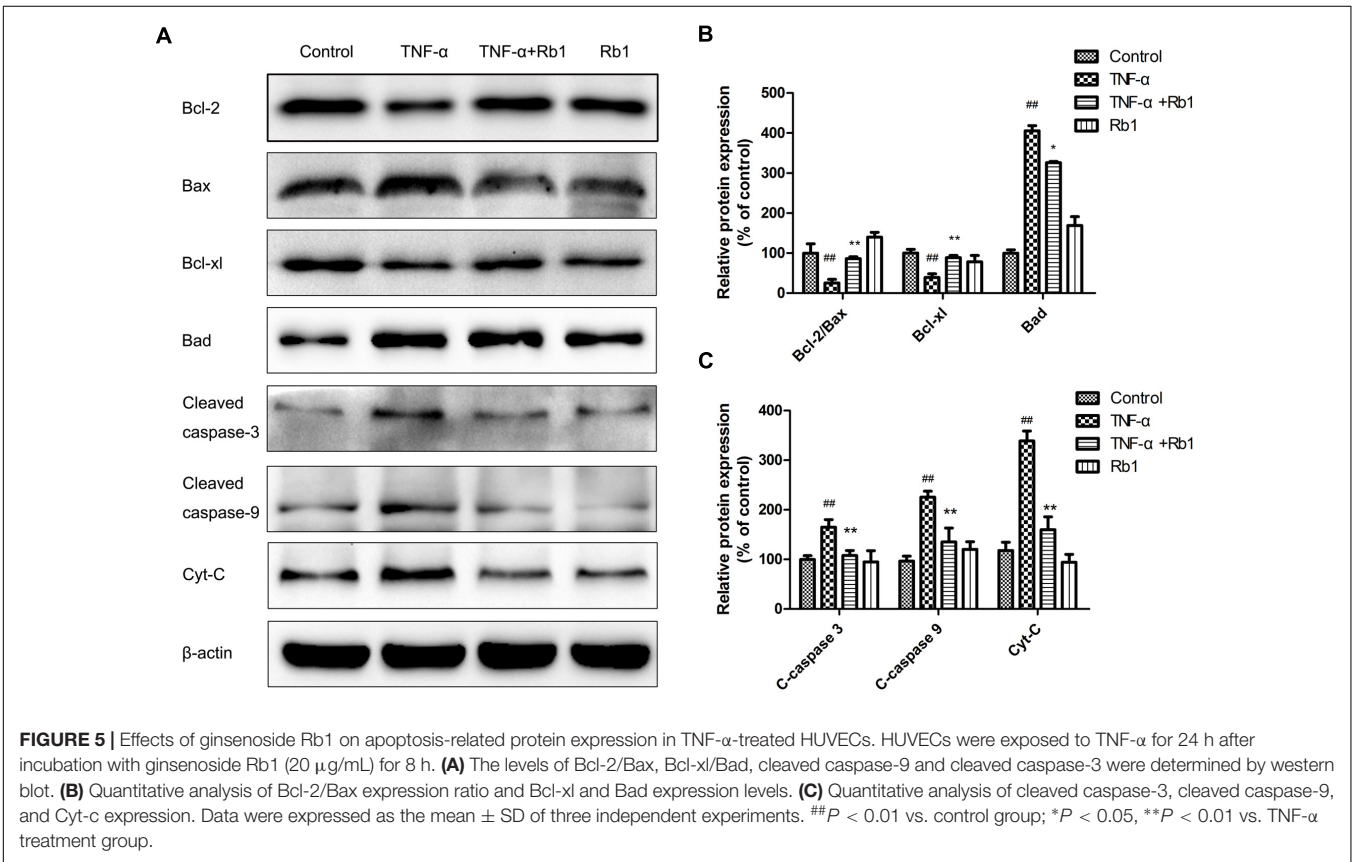 A
Control TNF-α TNF-α+Rb1 Rb1
Bcl-2
Bax
Bcl-xl
Bad
Cleaved
caspase-3
Cleaved
caspase-9
Cyt-C
β-actin
B
Control
TNF-α
TNF-α +Rb1
Rb1
Relative protein expression
(% of control)
500
400
300
200
100
0
## ** ## ** ## *
Bcl-2/Bax Bcl-xl Bad
C
Control
TNF-α
TNF-α +Rb1
Rb1
Relative protein expression
(% of control)
400
300
200
100
0
## ** ## ** ## **
C-caspase 3 C-caspase 9 Cyt-C
FIGURE 5 | Effects of ginsenoside Rb1 on apoptosis-related protein expression in TNF-α-treated HUVECs. HUVECs were exposed to TNF-α for 24 h after
incubation with ginsenoside Rb1 (20 μg/mL) for 8 h. (A) The levels of Bcl-2/Bax, Bcl-xl/Bad, cleaved caspase-9 and cleaved caspase-3 were determined by western
blot. (B) Quantitative analysis of Bcl-2/Bax expression ratio and Bcl-xl and Bad expression levels. (C) Quantitative analysis of cleaved caspase-3, cleaved caspase-9,
and Cyt-c expression. Data were expressed as the mean ± SD of three independent experiments. ##P < 0.01 vs. control group; *P < 0.05, **P < 0.01 vs. TNF-α
treatment group.